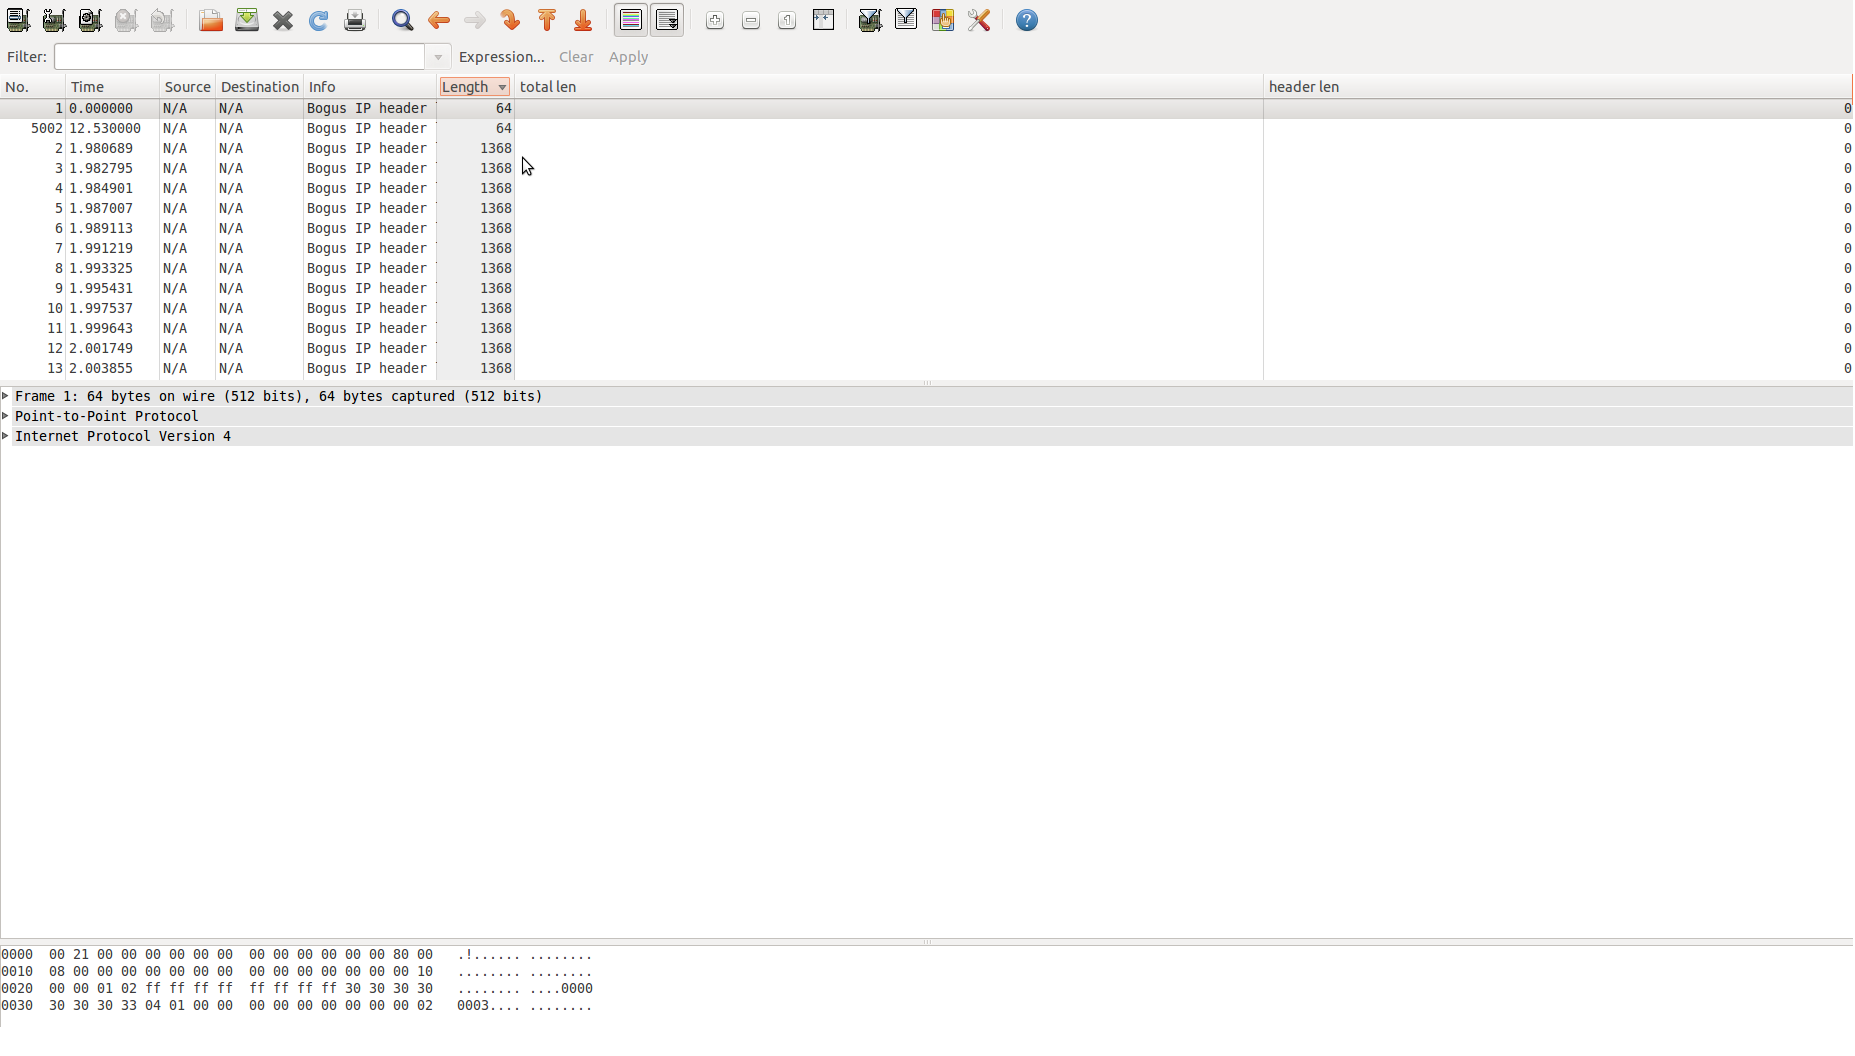 Filter: Expression... Clear Apply
No. Time Source Destination Info Length total len header len
1 0.000000 N/A N/A Bogus IP header 64 0
5002 12.530000 N/A N/A Bogus IP header 64 0
2 1.980689 N/A N/A Bogus IP header 1368 0
3 1.982795 N/A N/A Bogus IP header 1368 0
4 1.984901 N/A N/A Bogus IP header 1368 0
5 1.987007 N/A N/A Bogus IP header 1368 0
6 1.989113 N/A N/A Bogus IP header 1368 0
7 1.991219 N/A N/A Bogus IP header 1368 0
8 1.993325 N/A N/A Bogus IP header 1368 0
9 1.995431 N/A N/A Bogus IP header 1368 0
10 1.997537 N/A N/A Bogus IP header 1368 0
11 1.999643 N/A N/A Bogus IP header 1368 0
12 2.001749 N/A N/A Bogus IP header 1368 0
13 2.003855 N/A N/A Bogus IP header 1368 0
Frame 1: 64 bytes on wire (512 bits), 64 bytes captured (512 bits)
Point-to-Point Protocol
Internet Protocol Version 4
0000 00 21 00 00 00 00 00 00 00 00 00 00 00 00 80 00 .!...... ........
0010 08 00 00 00 00 00 00 00 00 00 00 00 00 00 00 10 ........ ........
0020 00 00 01 02 ff ff ff ff ff ff ff ff 30 30 30 30 ........ ....0000
0030 30 30 30 33 04 01 00 00 00 00 00 00 00 00 00 02 0003.... ........